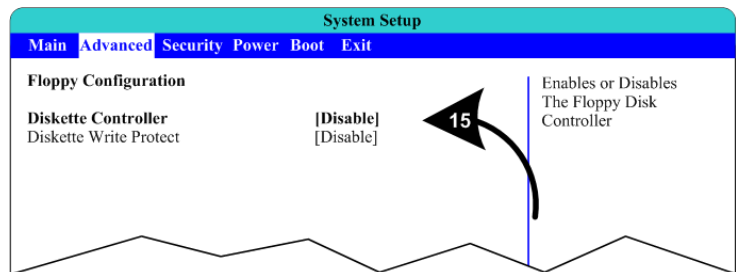 System Setup
Main Advanced Security Power Boot Exit
Floppy Configuration
Diskette Controller [Disable]
Diskette Write Protect [Disable]
15
Enables or Disables
The Floppy Disk
Controller